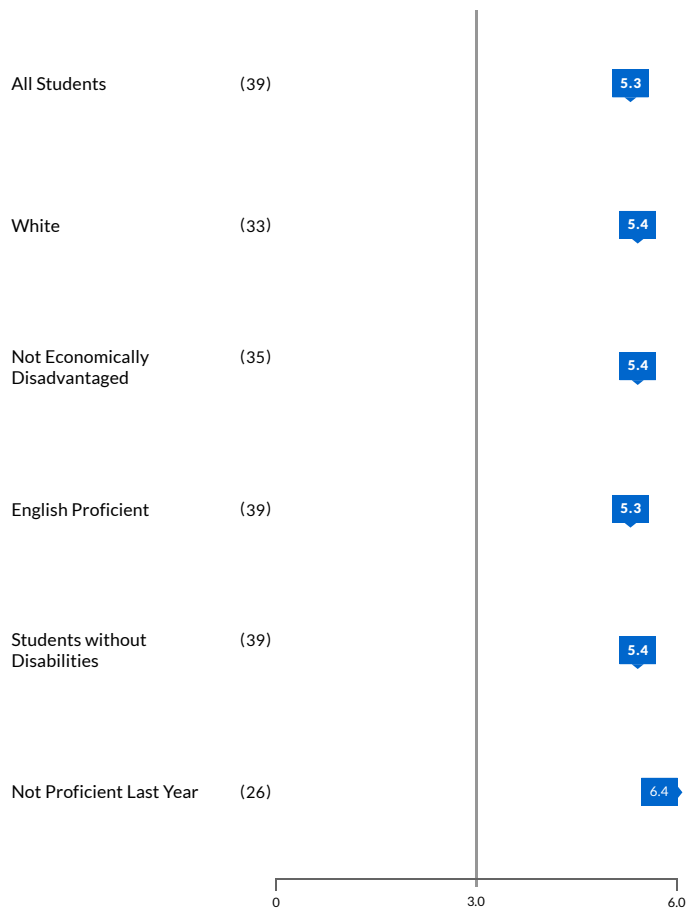 All Students (39) 5.3
White (33) 5.4
Not Economically (35) 5.4
Disadvantaged
English Proficient (39) 5.3
Students without (39) 5.4
Disabilities
Not Proficient Last Year (26) 6.4
0 3.0 6.0